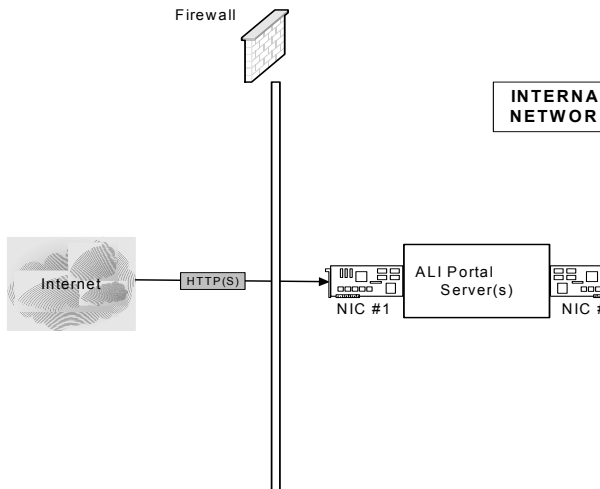 Firewall
INTERNA
NETWOR
Internet
HTTP(S)
ALI Portal
Server(s)
NIC #1
NIC #